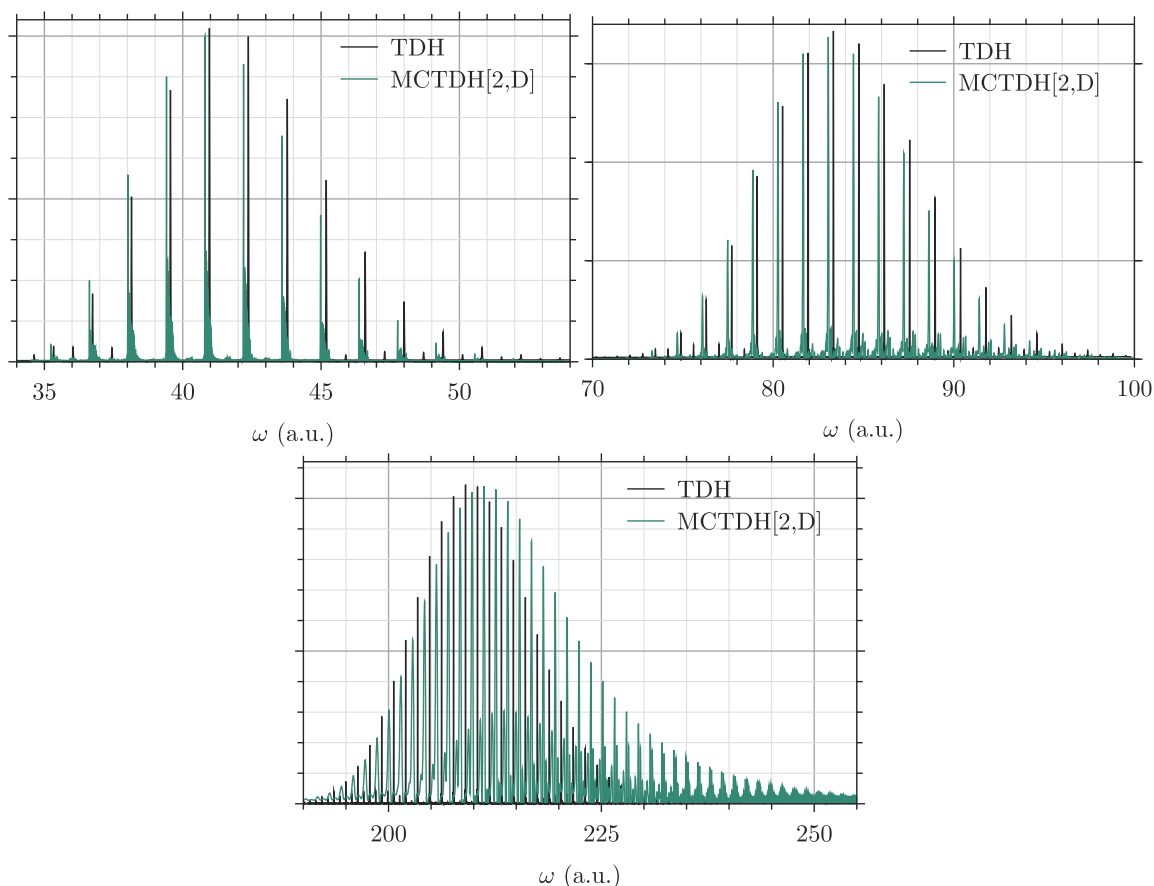 TDH
MCTDH[2,D]
35 40 45 50
ω (a.u.)
TDH
MCTDH[2,D]
70 80 90 100
ω (a.u.)
TDH
MCTDH[2,D]
200 225 250
ω (a.u.)